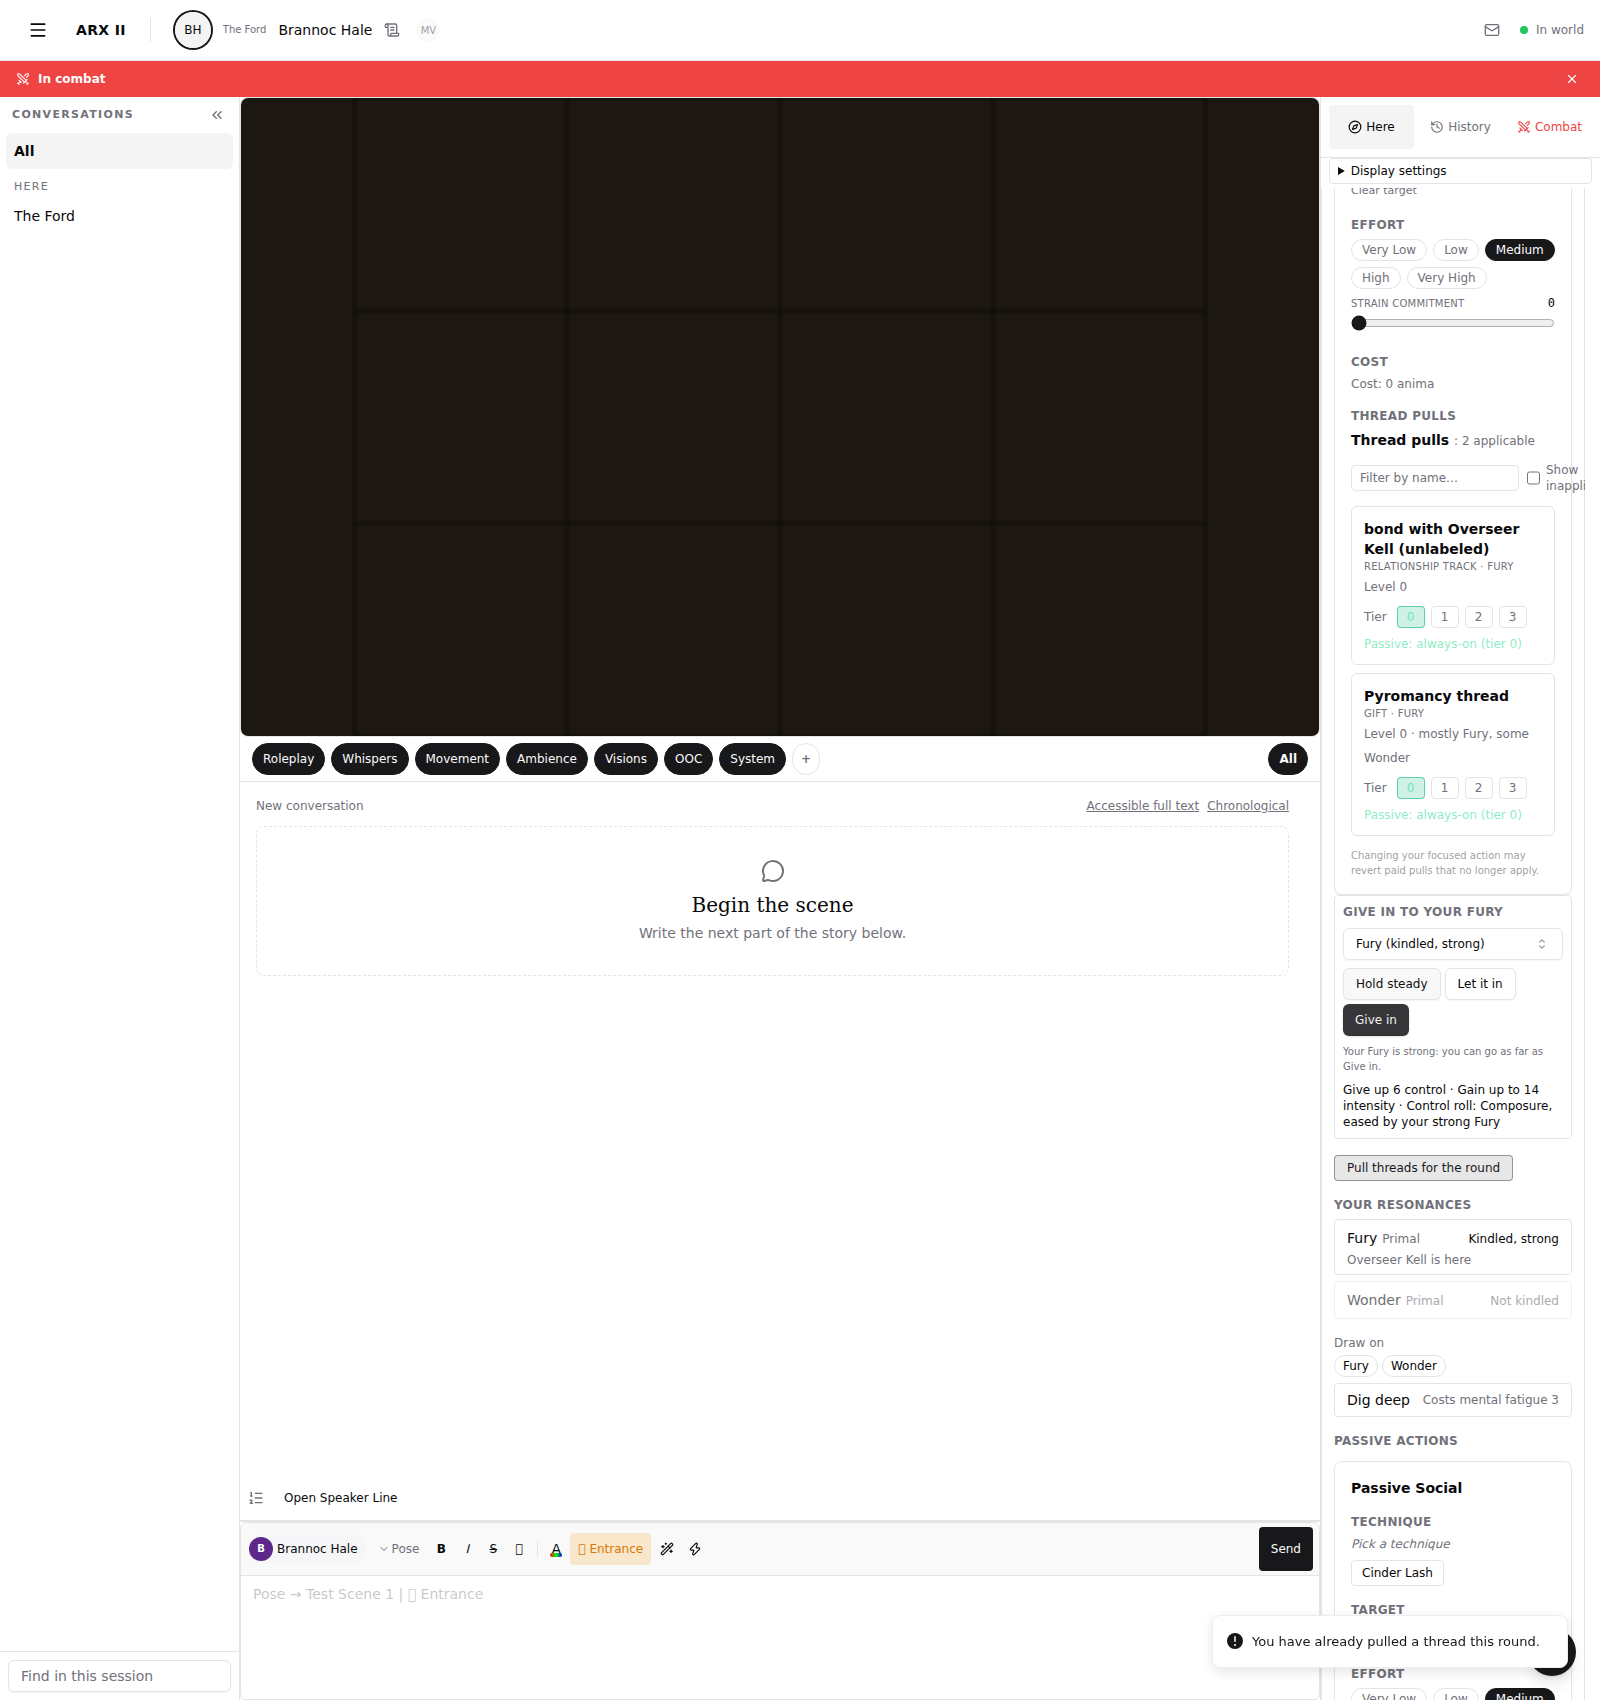 ARX II
BH
The Ford
Brannoc Hale
MV
In world
In combat
CONVERSATIONS
All
HERE
The Ford
Find in this session
Roleplay
Whispers
Movement
Ambience
Visions
OOC
System
+
All
New conversation
Accessible full text
Chronological
Begin the scene
Write the next part of the story below.
Open Speaker Line
B
Brannoc Hale
Pose
B
I
S
A
Entrance
Send
Pose → Test Scene 1 | Entrance
Here
History
Combat
Display settings
Clear target
EFFORT
Very Low
Low
Medium
High
Very High
STRAIN COMMITMENT
0
COST
Cost: 0 anima
THREAD PULLS
Thread pulls : 2 applicable
Filter by name...
Show
inappli
bond with Overseer
Kell (unlabeled)
RELATIONSHIP TRACK · FURY
Level 0
Tier 0 1 2 3
Passive: always-on (tier 0)
Pyromancy thread
GIFT · FURY
Level 0 · mostly Fury, some
Wonder
Tier 0 1 2 3
Passive: always-on (tier 0)
Changing your focused action may
revert paid pulls that no longer apply.
GIVE IN TO YOUR FURY
Fury (kindled, strong)
Hold steady
Let it in
Give in
Your Fury is strong: you can go as far as
Give in.
Give up 6 control · Gain up to 14
intensity · Control roll: Composure,
eased by your strong Fury
Pull threads for the round
YOUR RESONANCES
Fury Primal
Kindled, strong
Overseer Kell is here
Wonder Primal
Not kindled
Draw on
Fury
Wonder
Dig deep
Costs mental fatigue 3
PASSIVE ACTIONS
Passive Social
TECHNIQUE
Pick a technique
Cinder Lash
TARGET
You have already pulled a thread this round.
EFFORT
Very Low
Low
Medium